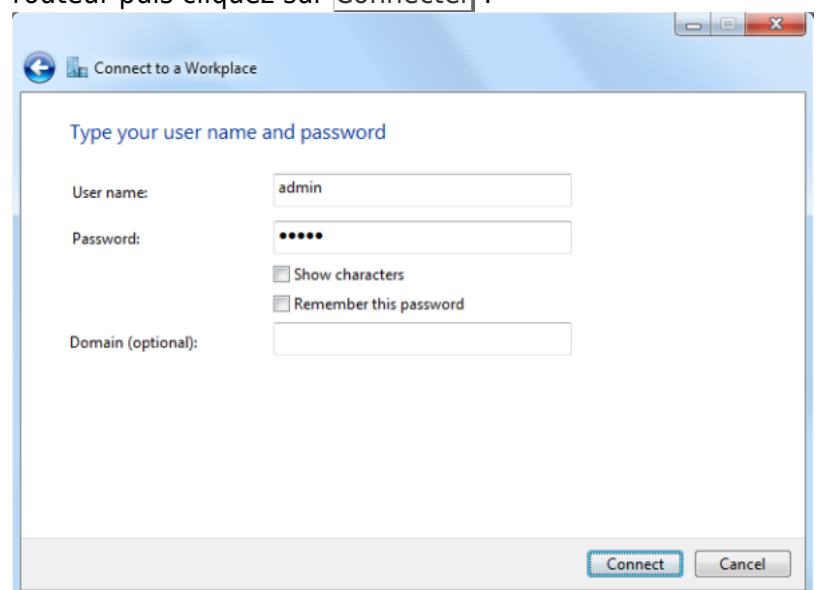 routeur puis cliquez sur Connecter .
Connect to a Workplace
Type your user name and password
User name:
admin
Password:
•••••
Show characters
Remember this password
Domain (optional):
Connect
Cancel